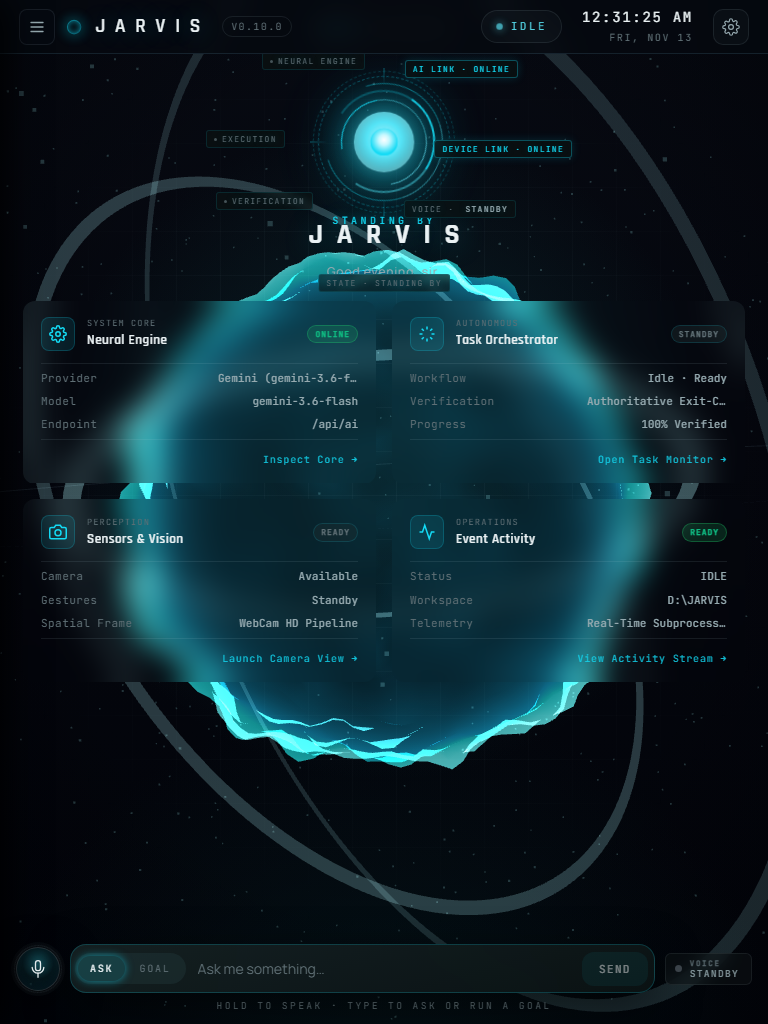 JARVIS
V0.10.0
IDLE
12:31:25 AM
FRI, NOV 13
NEURAL ENGINE
AI LINK · ONLINE
EXECUTION
DEVICE LINK · ONLINE
VERIFICATION
VOICE · STANDBY
STANDING BY
JARVIS
Good evening, sir.
STATE · STANDING BY
SYSTEM CORE
Neural Engine
ONLINE
Provider
Gemini (gemini-3.6-f…
Model
gemini-3.6-flash
Endpoint
/api/ai
Inspect Core →
AUTONOMOUS
Task Orchestrator
STANDBY
Workflow
Idle · Ready
Verification
Authoritative Exit-C…
Progress
100% Verified
Open Task Monitor →
PERCEPTION
Sensors & Vision
READY
Camera
Available
Gestures
Standby
Spatial Frame
WebCam HD Pipeline
Launch Camera View →
OPERATIONS
Event Activity
READY
Status
IDLE
Workspace
D:\JARVIS
Telemetry
Real-Time Subprocess…
View Activity Stream →
ASK
GOAL
Ask me something…
SEND
VOICE
STANDBY
HOLD TO SPEAK · TYPE TO ASK OR RUN A GOAL